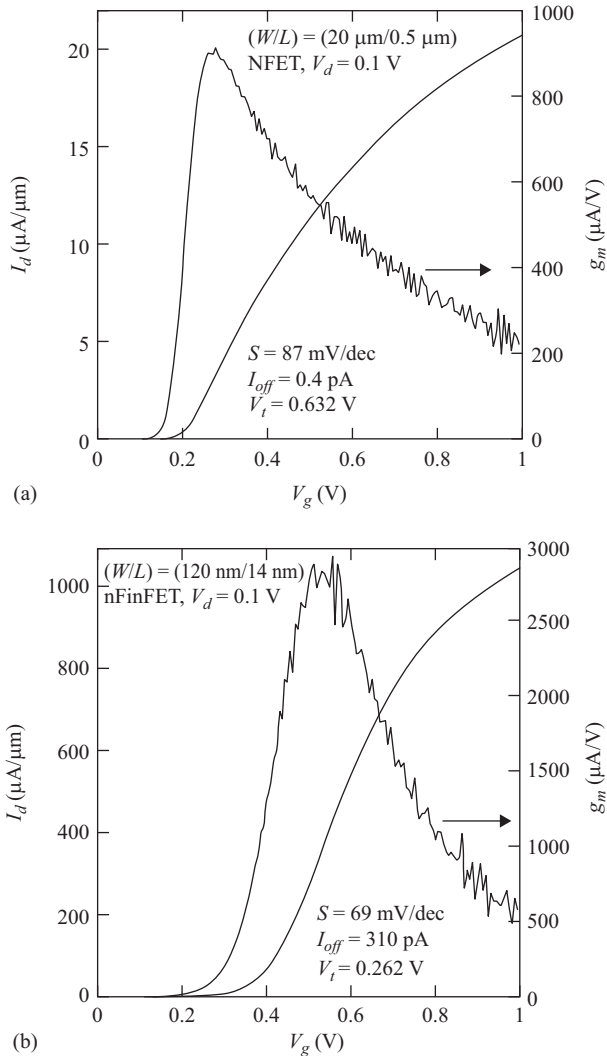 (W/L) = (20 μm/0.5 μm)
NFET, V_d = 0.1 V
S = 87 mV/dec
I_off = 0.4 pA
V_t = 0.632 V
20
15
10
5
0
I_d (μA/μm)
1000
800
600
400
200
0
g_m (μA/V)
0
0.2
0.4
0.6
0.8
1
V_g (V)
(a)
(W/L) = (120 nm/14 nm)
nFinFET, V_d = 0.1 V
S = 69 mV/dec
I_off = 310 pA
V_t = 0.262 V
1000
800
600
400
200
0
I_d (μA/μm)
3000
2500
2000
1500
1000
500
0
g_m (μA/V)
0
0.2
0.4
0.6
0.8
1
V_g (V)
(b)